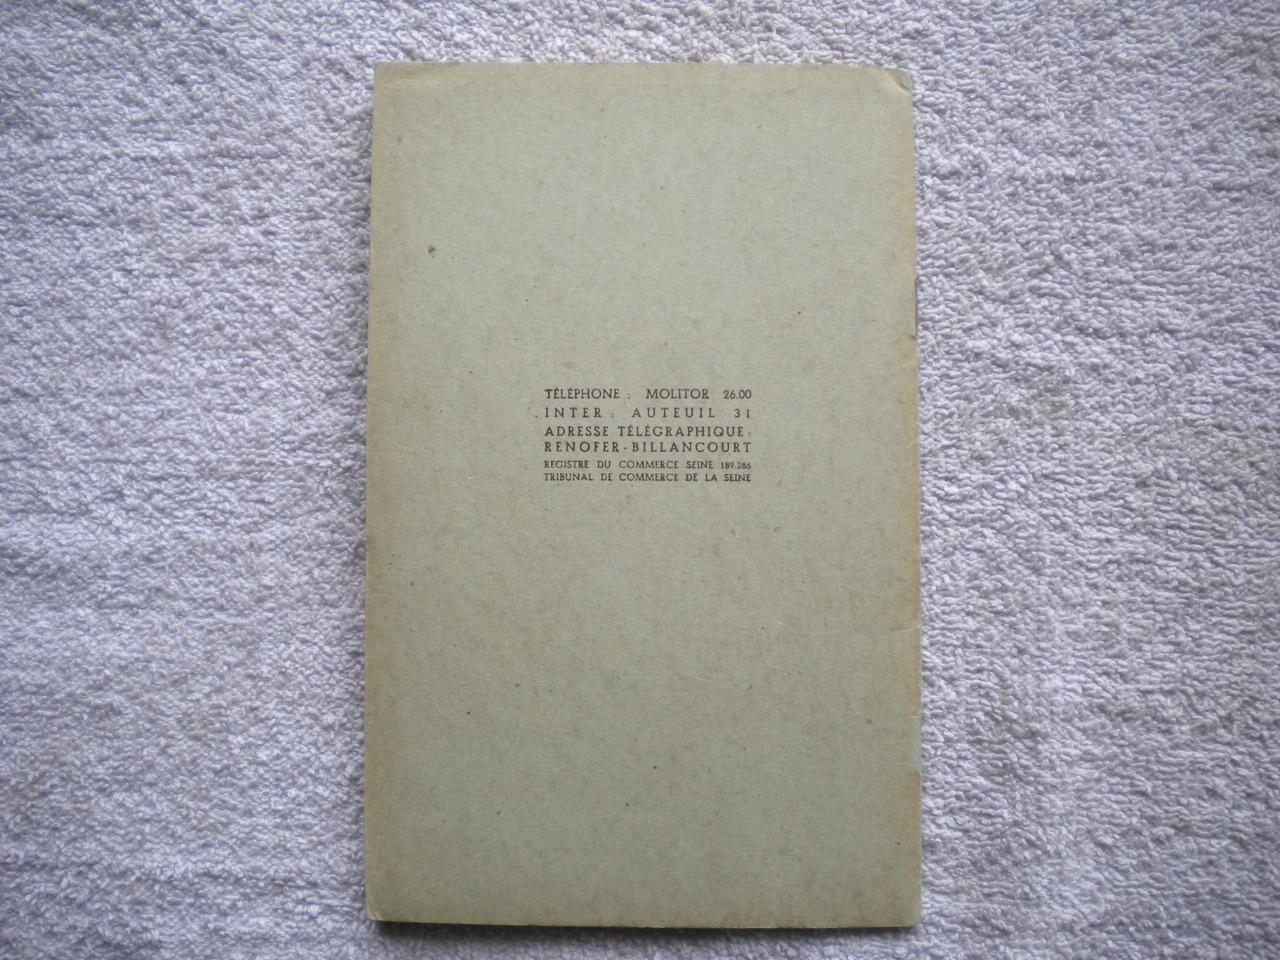 TÉLÉPHONE : MOLITOR 26.00
INTER : AUTEUIL 31
ADRESSE TÉLÉGRAPHIQUE :
RENOFER-BILLANCOURT
REGISTRE DU COMMERCE SEINE 189.286
TRIBUNAL DE COMMERCE DE LA SEINE